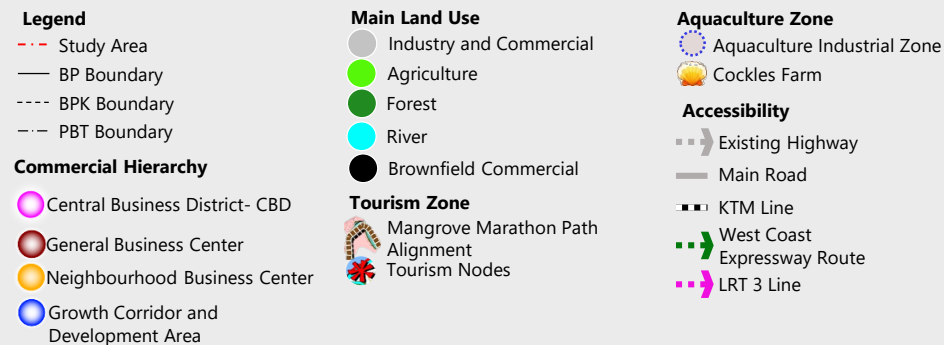 Legend
Study Area
BP Boundary
BPK Boundary
PBT Boundary
Commercial Hierarchy
Central Business District- CBD
General Business Center
Neighbourhood Business Center
Growth Corridor and
Development Area
Main Land Use
Industry and Commercial
Agriculture
Forest
River
Brownfield Commercial
Tourism Zone
Mangrove Marathon Path
Alignment
Tourism Nodes
Aquaculture Zone
Aquaculture Industrial Zone
Cockles Farm
Accessibility
Existing Highway
Main Road
KTM Line
West Coast
Expressway Route
LRT 3 Line